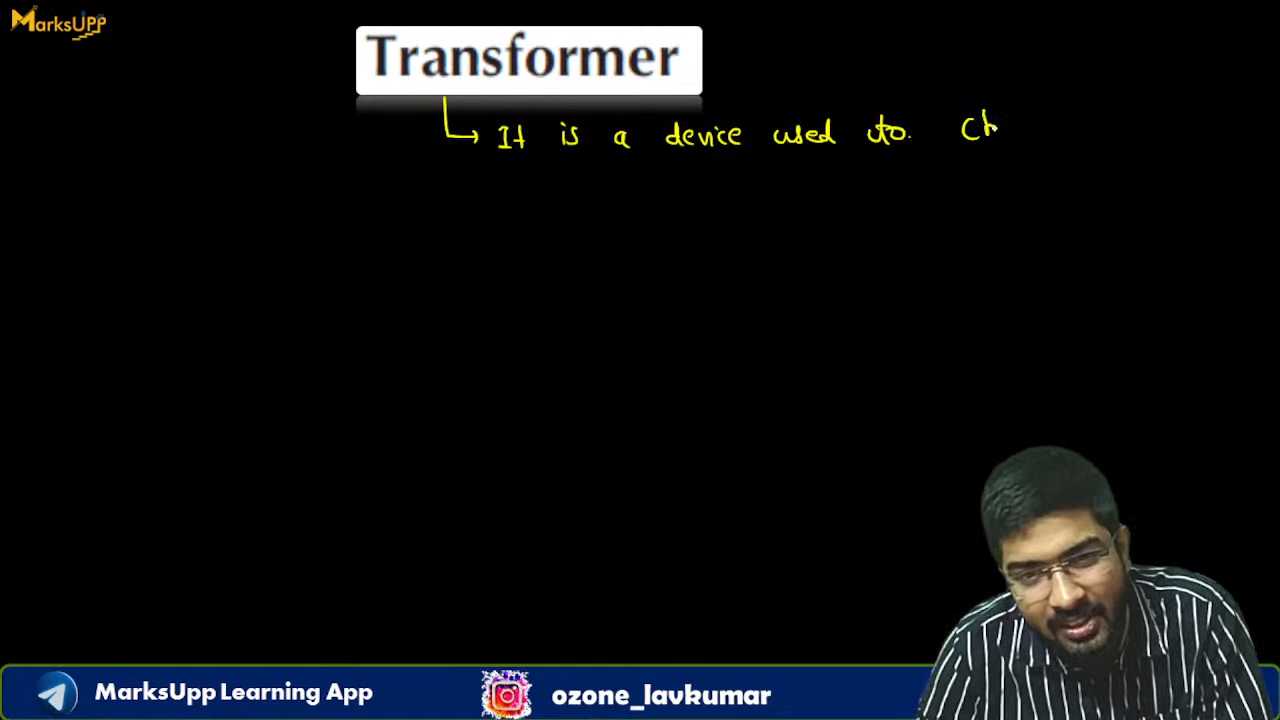 MarksUPP
Transformer
It is a device used to. Ch
MarksUpp Learning App
ozone_lavkumar